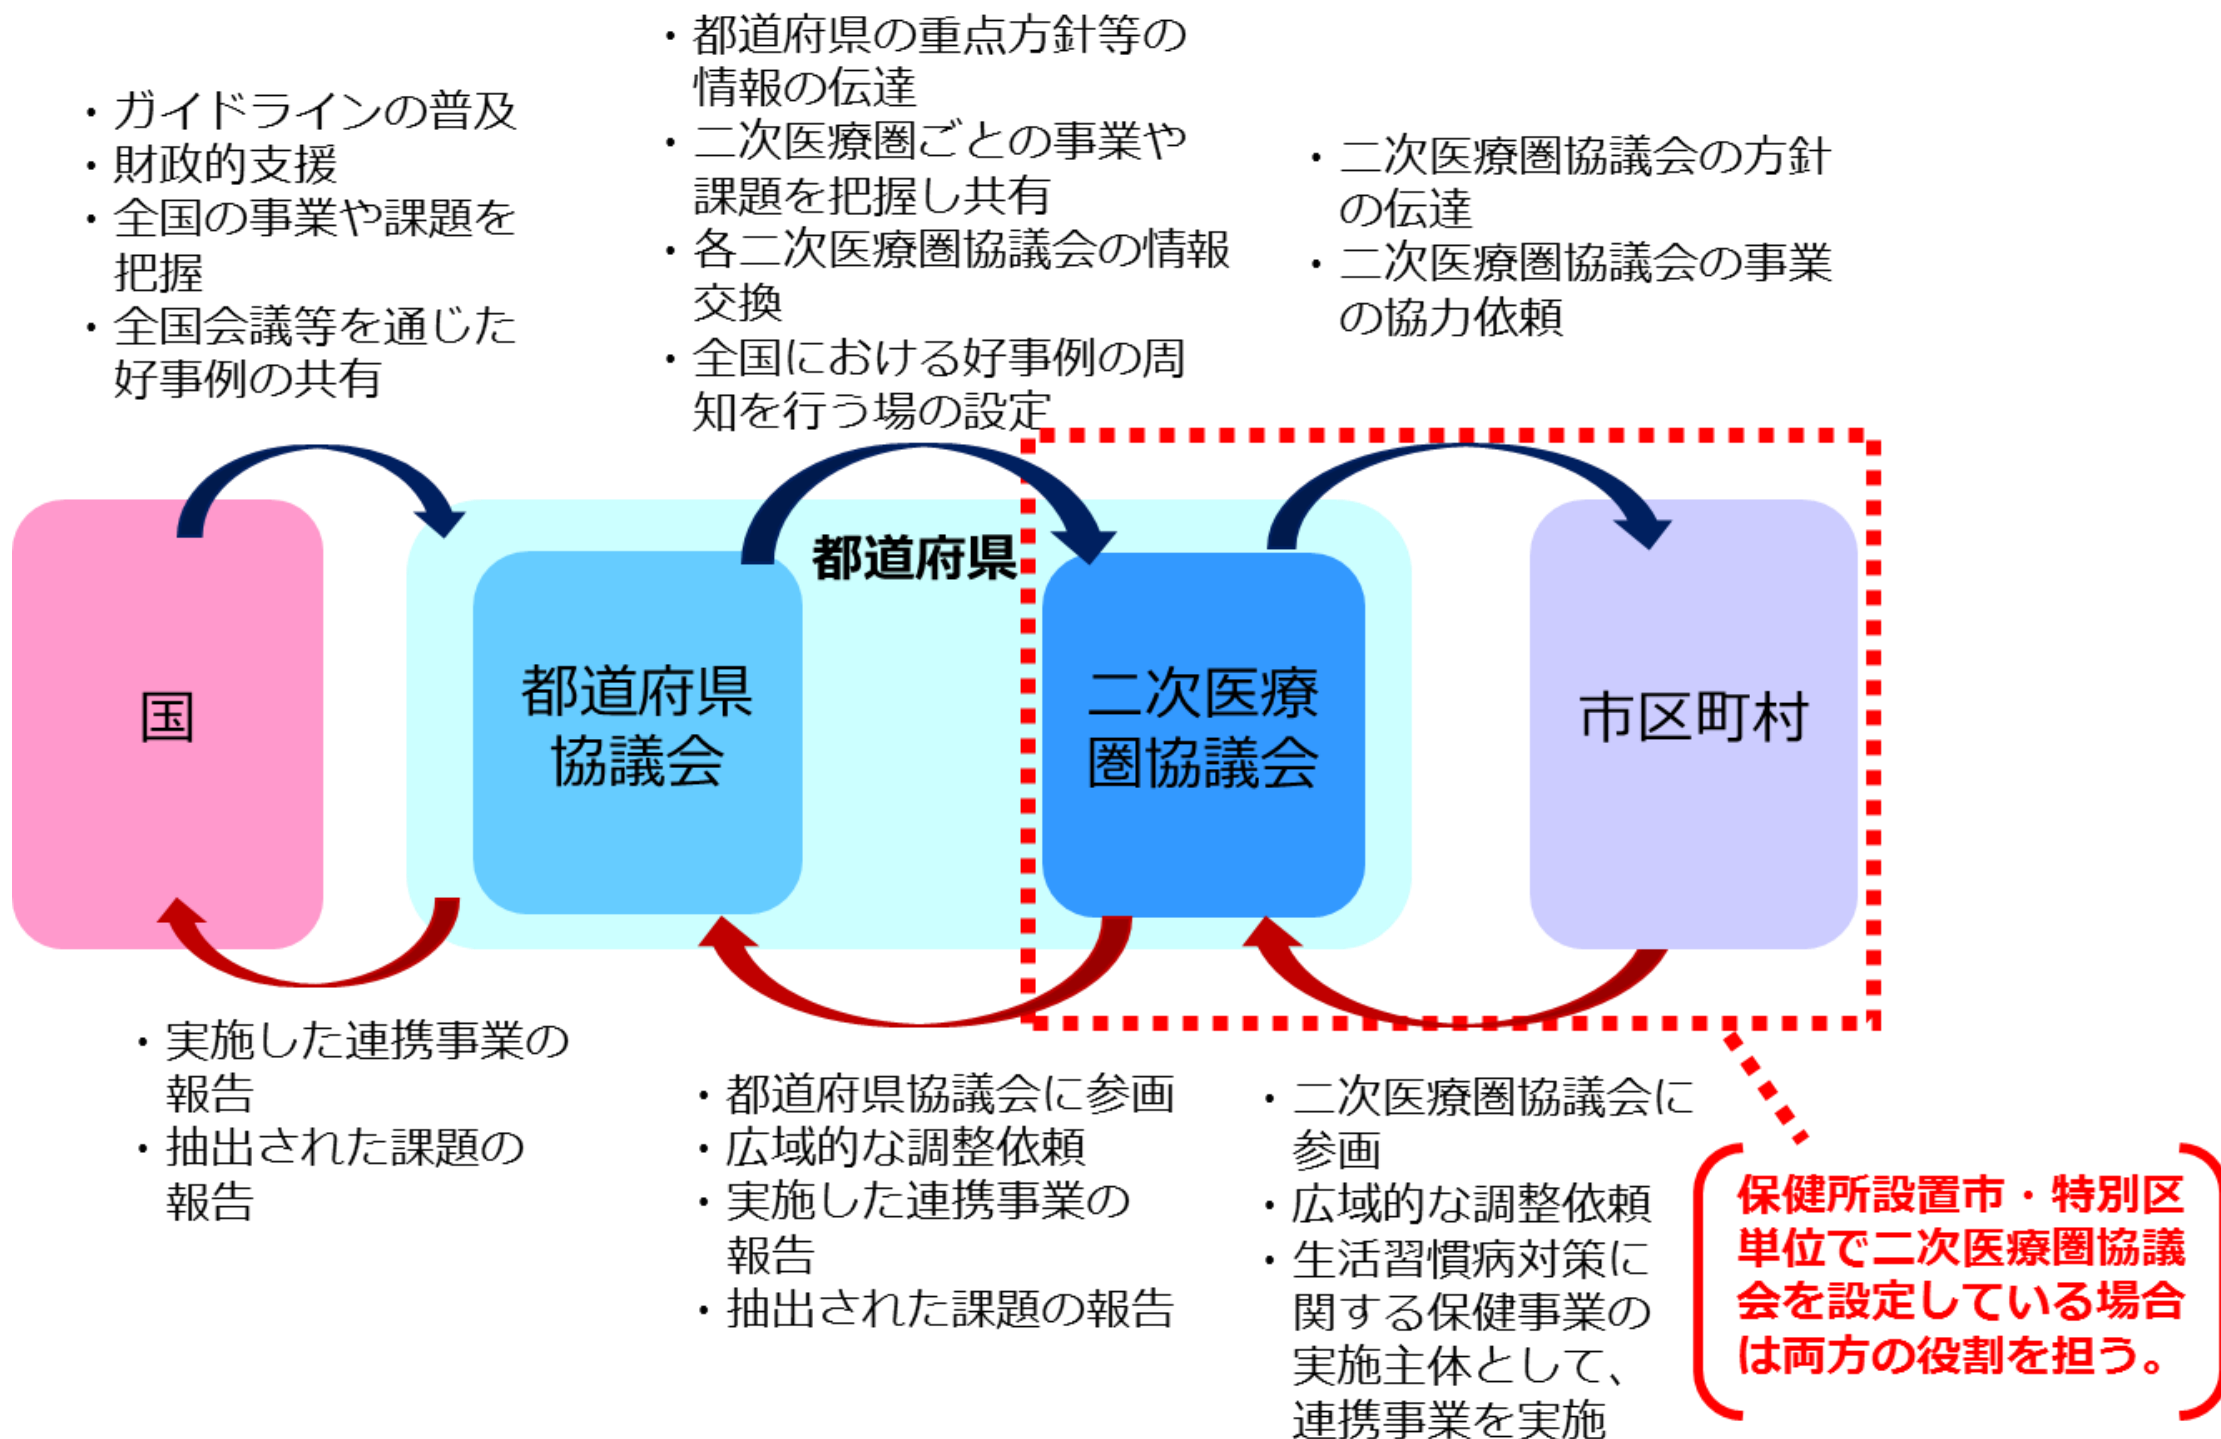 ・ガイドラインの普及
・財政的支援
・全国の事業や課題を
把握
・全国会議等を通じた
好事例の共有
・都道府県の重点方針等の
情報の伝達
・二次医療圏ごとの事業や
課題を把握し共有
・各二次医療圏協議会の情報
交換
・全国における好事例の周
知を行う場の設定
・二次医療圏協議会の方針
の伝達
・二次医療圏協議会の事業
の協力依頼
都道府県
国
都道府県
協議会
二次医療
圏協議会
市区町村
・実施した連携事業の
報告
・抽出された課題の
報告
・都道府県協議会に参画
・広域的な調整依頼
・実施した連携事業の
報告
・抽出された課題の報告
・二次医療圏協議会に
参画
・広域的な調整依頼
・生活習慣病対策に
関する保健事業の
実施主体として、
連携事業を実施
保健所設置市・特別区
単位で二次医療圏協議
会を設定している場合
は両方の役割を担う。